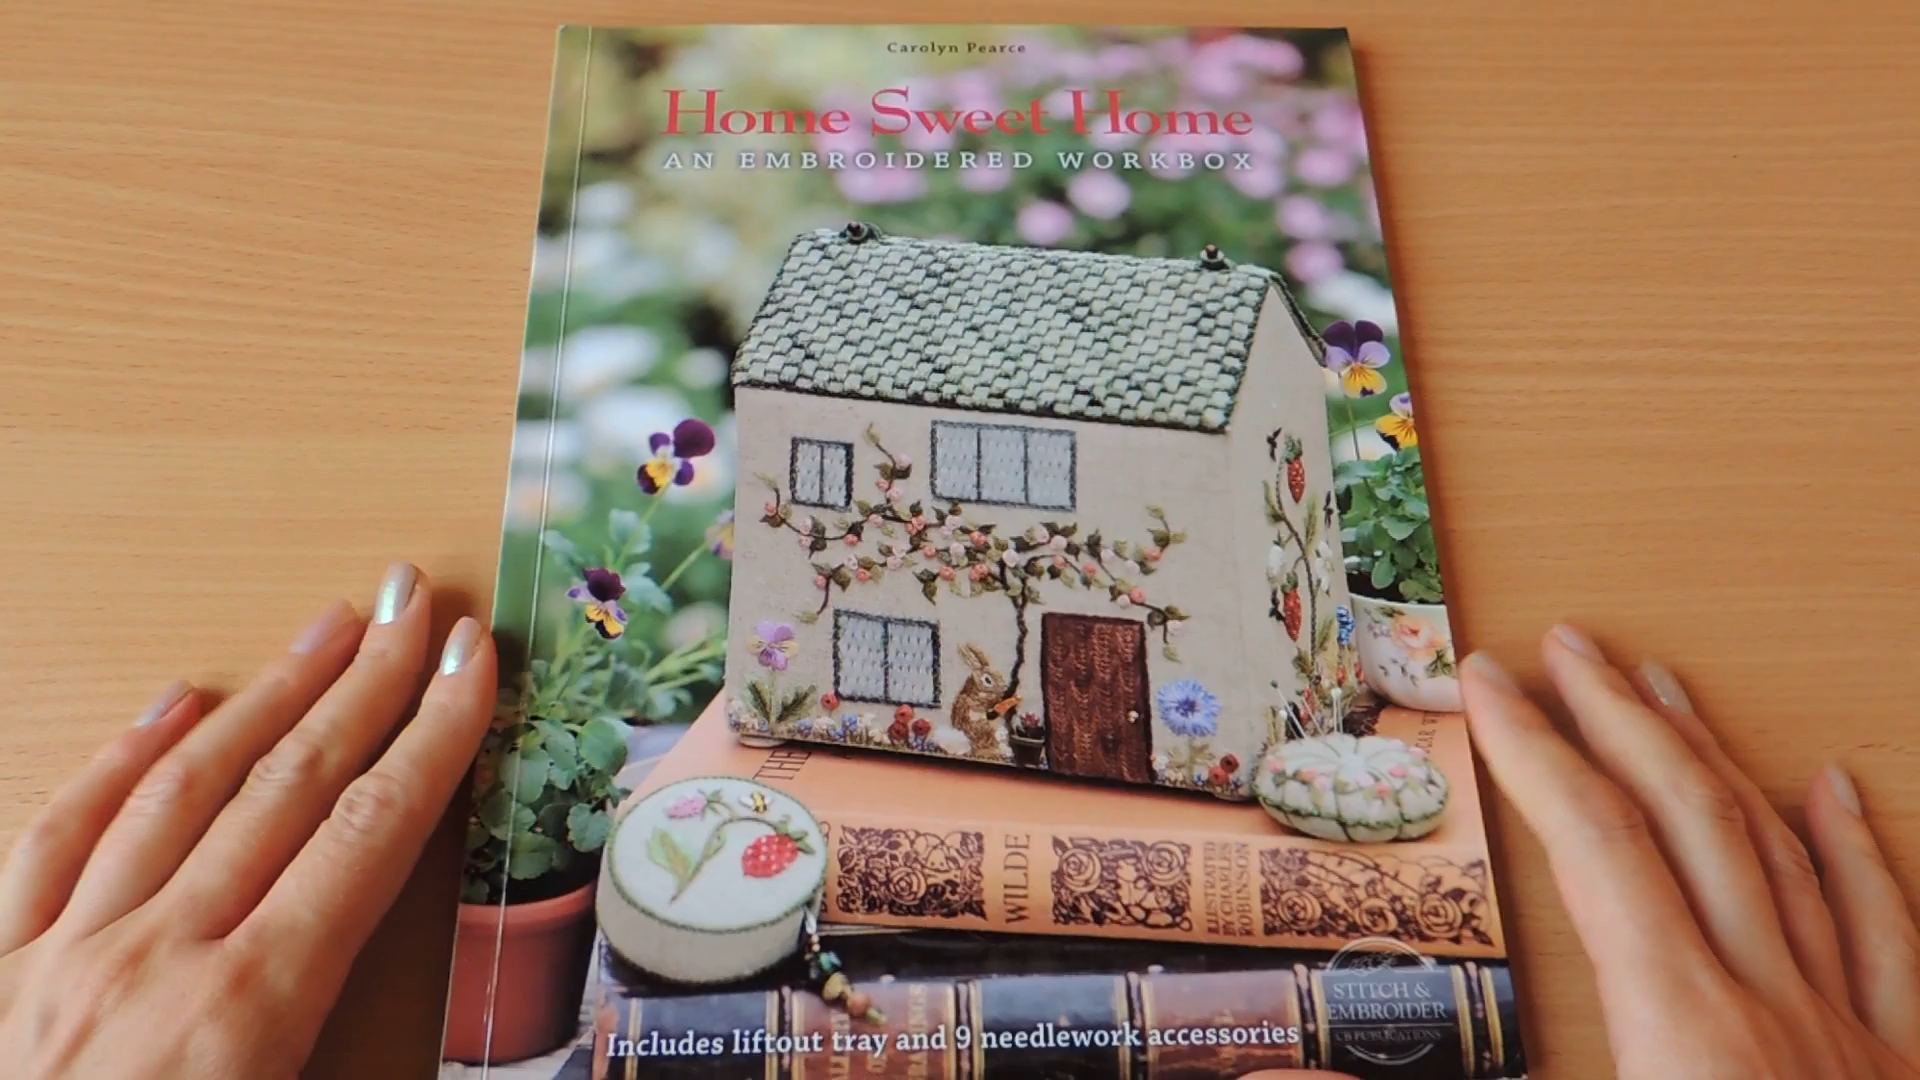 Carolyn Pearce
Home Sweet Home
AN EMBROIDERED WORKBOX
THE
WILDE
ILLUSTRATED
BY CHARLES
ROBINSON
STITCH &
EMBROIDER
CB PUBLICATIONS
Includes liftout tray and 9 needlework accessories